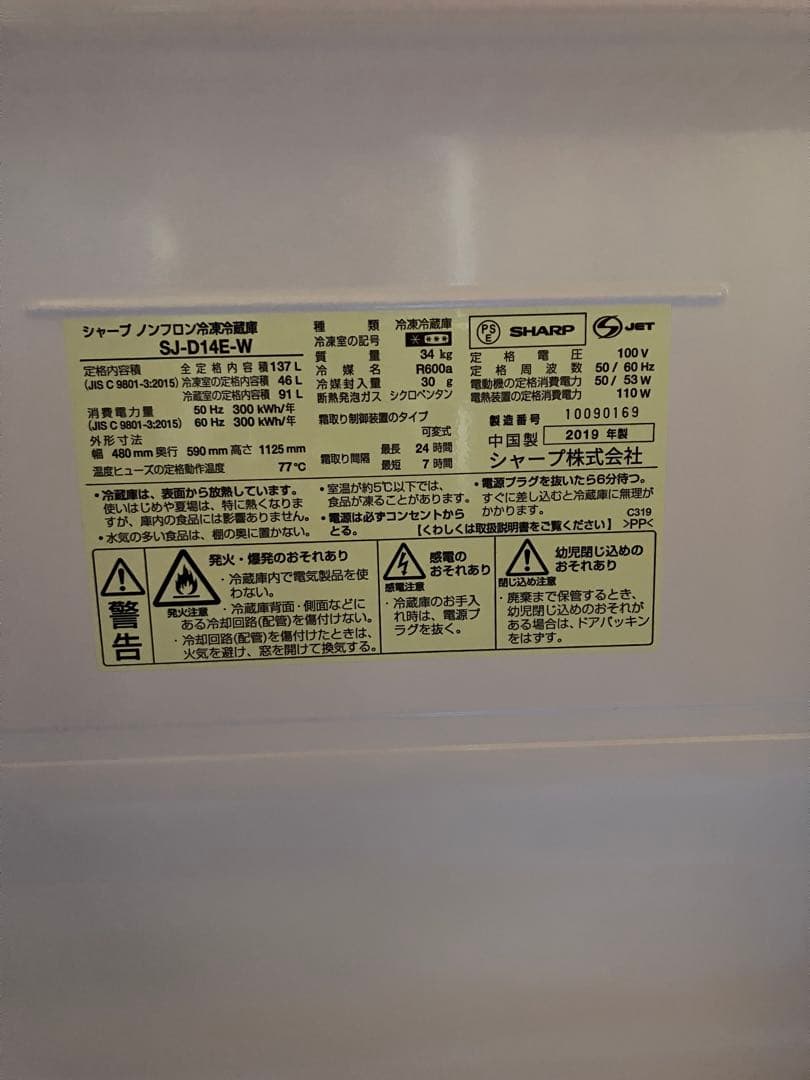 シャープ ノンフロン冷凍冷蔵庫
SJ-D14E-W
定格内容積 全定格内容積 137 L
(JIS C 9801-3:2015) 冷凍室の定格内容積 46 L
冷蔵室の定格内容積 91 L
消費電力量 50 Hz 300 kWh/年
(JIS C 9801-3:2015) 60 Hz 300 kWh/年
外形寸法
幅 480 mm 奥行 590 mm 高さ 1125 mm
温度ヒューズの定格動作温度 77℃
種類 冷凍冷蔵庫
冷凍室の記号 * ***
質量 34 kg
冷媒名 R600a
冷媒封入量 30 g
断熱発泡ガス シクロペンタン
霜取り制御装置のタイプ
可変式
霜取り間隔 最長 24 時間
最短 7 時間
PSE SHARP S JET
定格電圧 100 V
定格周波数 50 / 60 Hz
電動機の定格消費電力 50 / 53 W
電熱装置の定格消費電力 110 W
製造番号 10090169
中国製 2019 年製
シャープ株式会社
・冷蔵庫は、表面から放熱しています。
使いはじめや夏場は、特に熱くなりま
すが、庫内の食品には影響ありません。
・水気の多い食品は、棚の奥に置かない。
・室温が約5℃以下では、
食品が凍ることがあります。
・電源は必ずコンセントから
とる。
・電源プラグを抜いたら6分待つ。
すぐに差し込むと冷蔵庫に無理が
かかります。
【くわしくは取扱説明書をご覧ください】
C319
>PP<
警告
発火・爆発のおそれあり
発火注意
・冷蔵庫内で電気製品を使
わない。
・冷蔵庫背面・側面などに
ある冷却回路(配管)を傷付けない。
・冷却回路(配管)を傷付けたときは、
火気を避け、窓を開けて換気する。
感電の
おそれあり
感電注意
・冷蔵庫のお手入
れ時は、電源プ
ラグを抜く。
幼児閉じ込めの
おそれあり
閉じ込め注意
・廃棄まで保管するとき、
幼児閉じ込めのおそれが
ある場合は、ドアパッキン
をはずす。